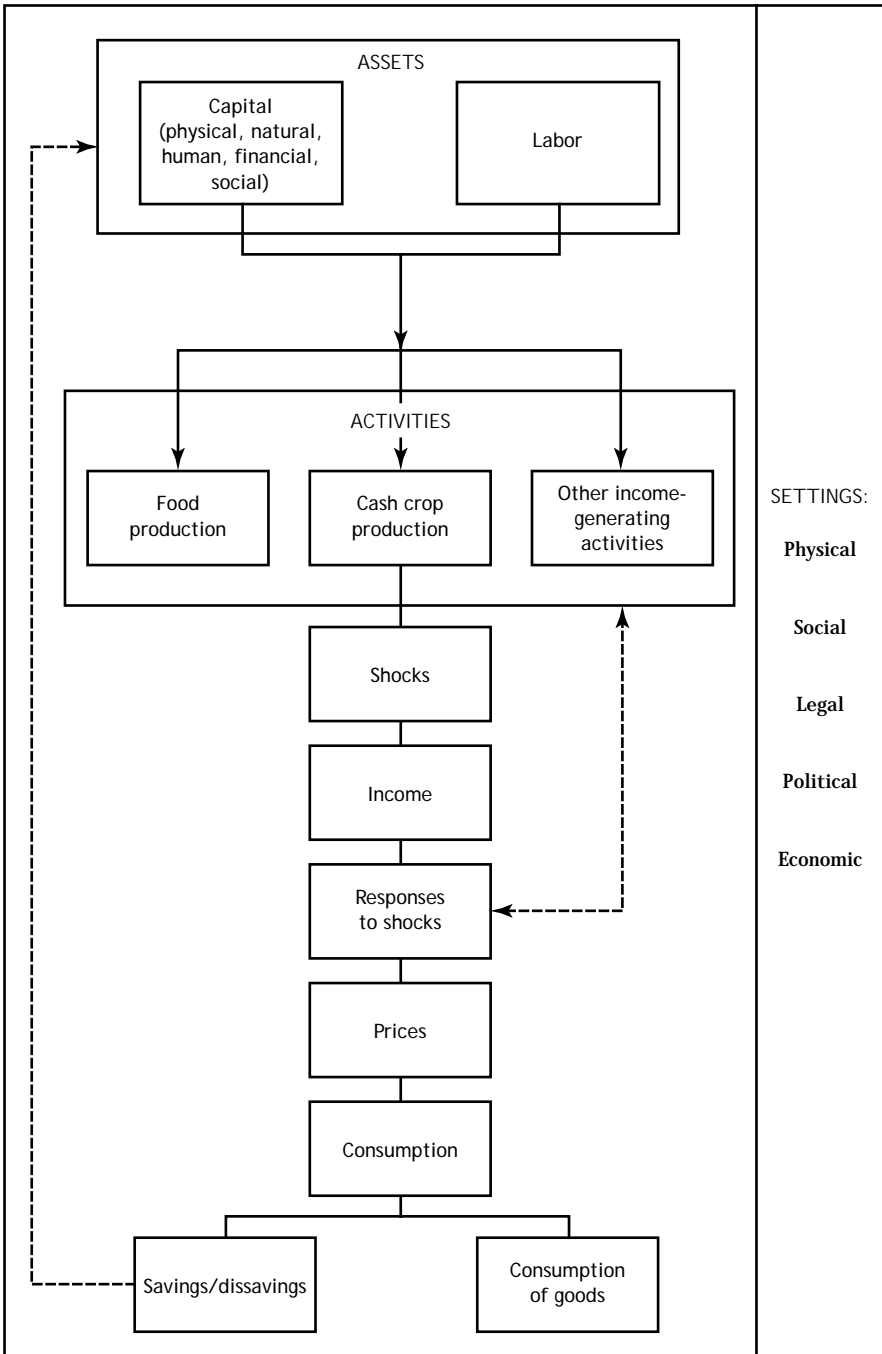 ASSETS
Capital
(physical, natural,
human, financial,
social)
Labor
ACTIVITIES
Food
production
Cash crop
production
Other income-
generating
activities
Shocks
Income
Responses
to shocks
Prices
Consumption
Savings/dissavings
Consumption
of goods
SETTINGS:
Physical
Social
Legal
Political
Economic